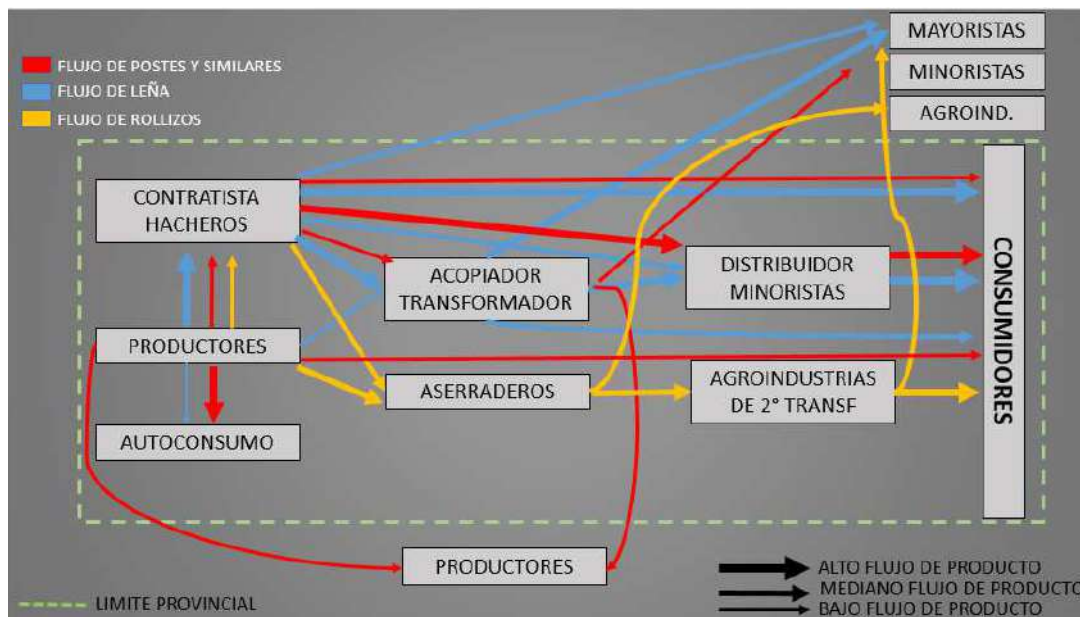 MAYORISTAS
MINORISTAS
AGROIND.
FLUJO DE POSTES Y SIMILARES
FLUJO DE LEÑA
FLUJO DE ROLLIZOS
CONTRATISTA
HACHEROS
ACOPIADOR
TRANSFORMADOR
DISTRIBUIDOR
MINORISTAS
CONSUMIDORES
PRODUCTORES
ASERRADEROS
AGROINDUSTRIAS
DE 2° TRANSF
AUTOCONSUMO
PRODUCTORES
ALTO FLUJO DE PRODUCTO
MEDIANO FLUJO DE PRODUCTO
BAJO FLUJO DE PRODUCTO
LIMITE PROVINCIAL